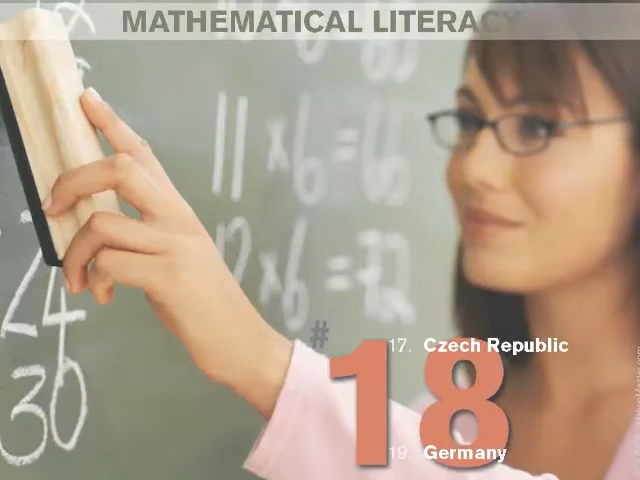 MATHEMATICAL LITERACY
11 x 6 = 66
12 x 6 = 72
24
30
#18
17. Czech Republic
19 Germany